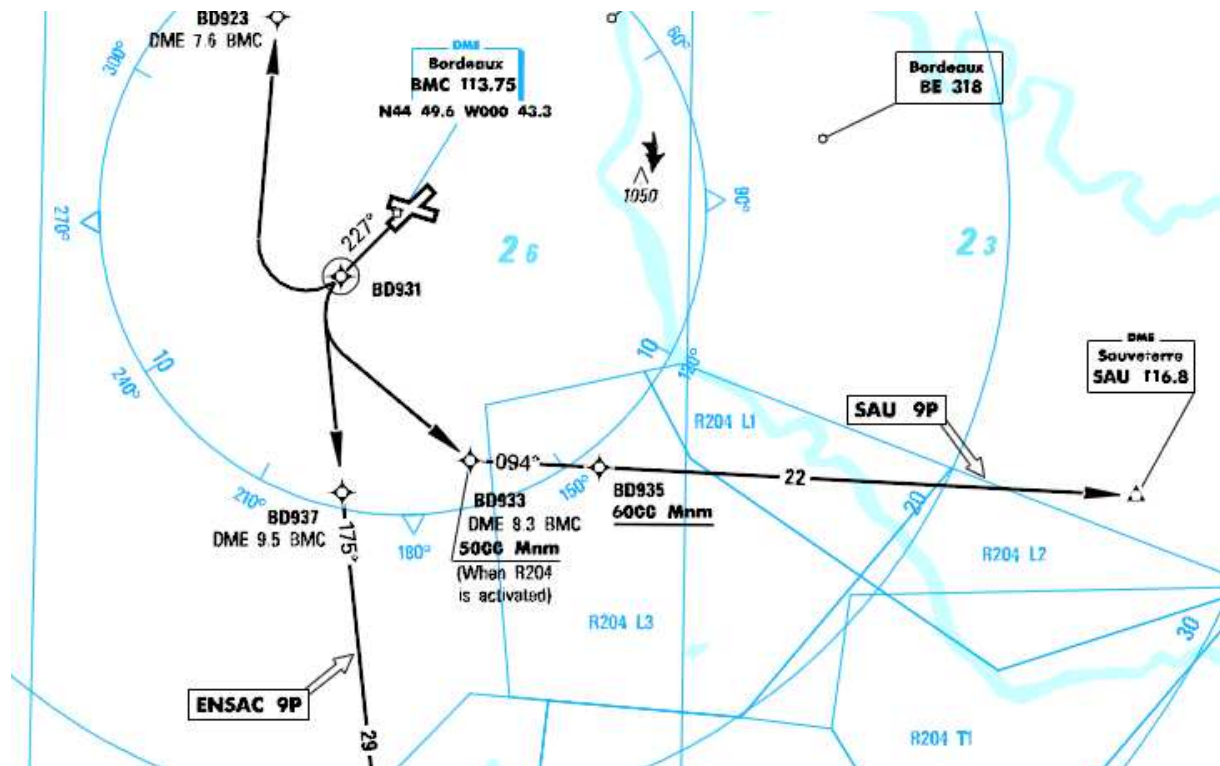 BD923
DME 7.6 BMC
300°
DME
Bordeaux
BMC 113.75
N44 49.6 W000 43.3
60°
Bordeaux
BE 318
1050
90°
270°
227°
26
23
BD931
10
240°
10
120°
DME
Sauveterre
SAU 116.8
SAU 9P
R204 L1
094°
22
BD933
DME 9.3 BMC
5000 Mnm
(When R204
is activated)
150°
BD935
6000 Mnm
20
210°
BD937
DME 9.5 BMC
175°
180°
R204 L2
R204 L3
30
ENSAC 9P
29
R204 T1